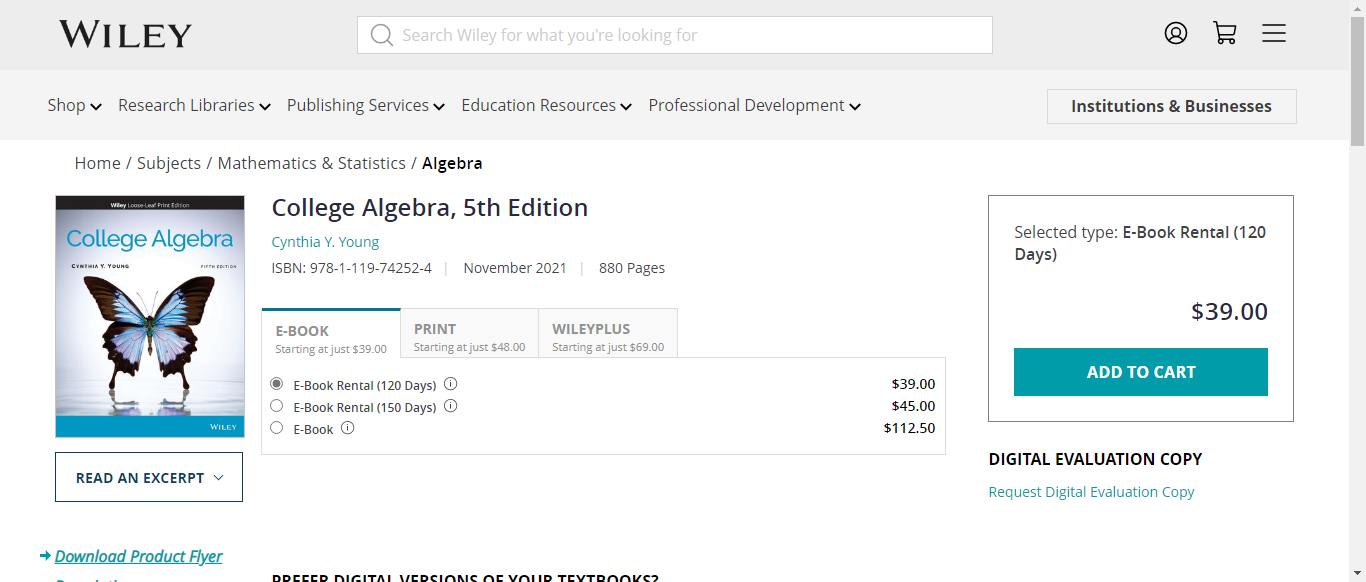 WILEY
Search Wiley for what you're looking for
Shop Research Libraries Publishing Services Education Resources Professional Development Institutions & Businesses
Home / Subjects / Mathematics & Statistics / Algebra
Wiley Loose-Leaf Print Edition
College Algebra
CYNTHIA Y. YOUNG FIFTH EDITION
WILEY
READ AN EXCERPT
Download Product Flyer
College Algebra, 5th Edition
Cynthia Y. Young
ISBN: 978-1-119-74252-4 | November 2021 | 880 Pages
E-BOOK PRINT WILEYPLUS
Starting at just $39.00 Starting at just $48.00 Starting at just $69.00
E-Book Rental (120 Days) $39.00
E-Book Rental (150 Days) $45.00
E-Book $112.50
PREFER DIGITAL VERSIONS OF YOUR TEXTBOOKS?
Selected type: E-Book Rental (120
Days)
$39.00
ADD TO CART
DIGITAL EVALUATION COPY
Request Digital Evaluation Copy